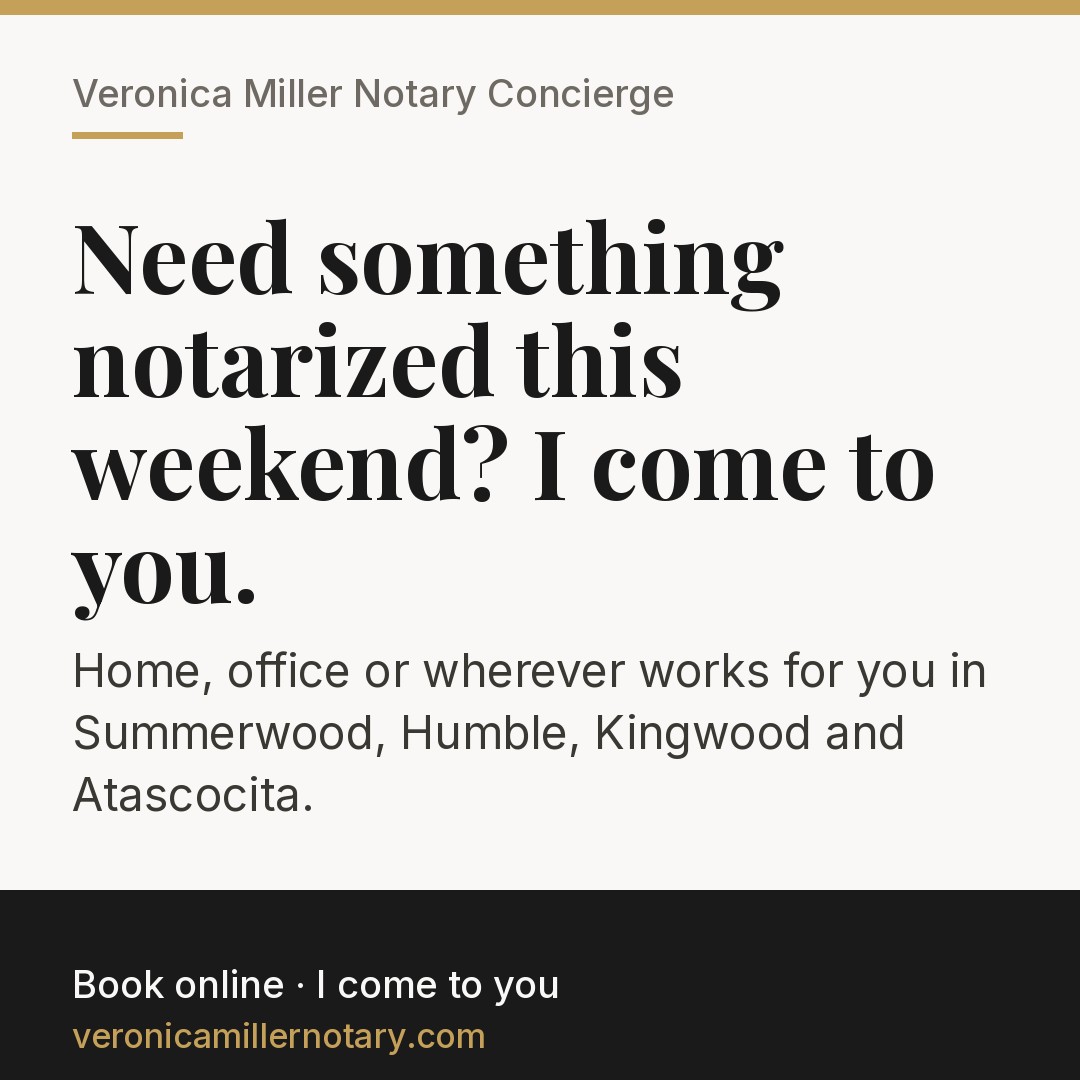 Veronica Miller Notary Concierge
Need something
notarized this
weekend? I come to
you.
Home, office or wherever works for you in
Summerwood, Humble, Kingwood and
Atascocita.
Book online · I come to you
veronicamillernotary.com